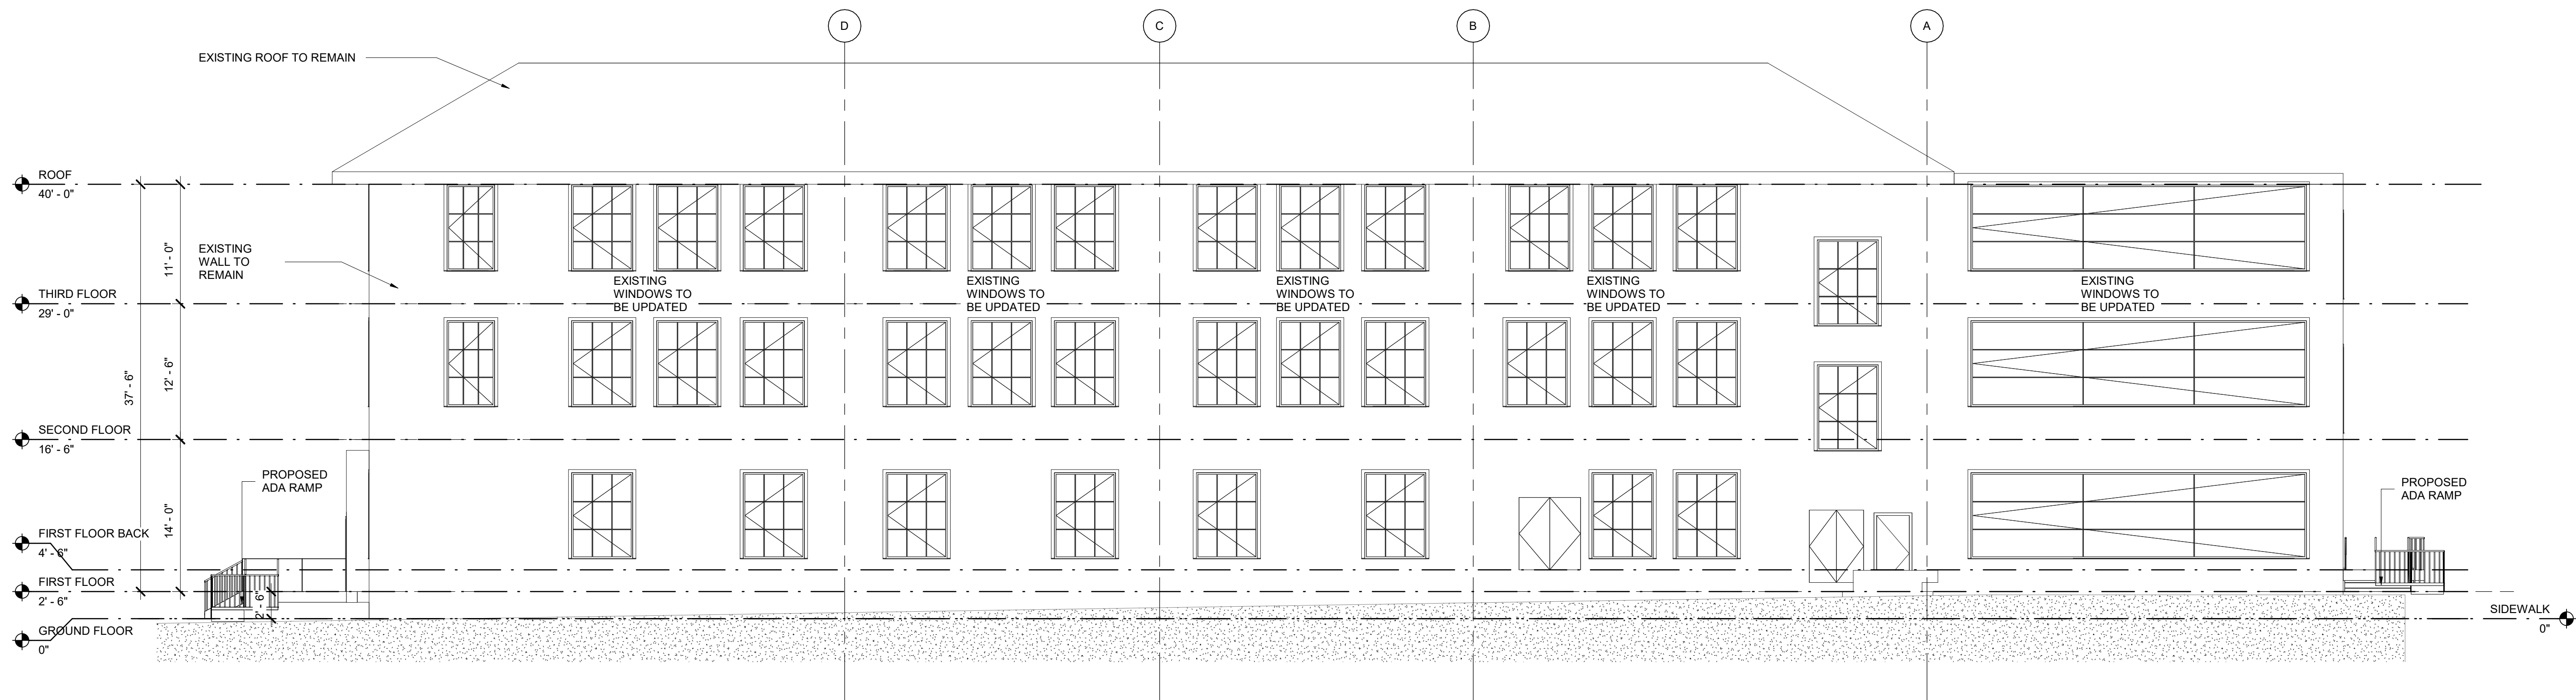 D
C
B
A
EXISTING ROOF TO REMAIN
ROOF
40' - 0"
11' - 0"
EXISTING
WALL TO
REMAIN
EXISTING
WINDOWS TO
BE UPDATED
EXISTING
WINDOWS TO
BE UPDATED
EXISTING
WINDOWS TO
BE UPDATED
EXISTING
WINDOWS TO
BE UPDATED
EXISTING
WINDOWS TO
BE UPDATED
THIRD FLOOR
29' - 0"
37' - 6"
12' - 6"
SECOND FLOOR
16' - 6"
PROPOSED
ADA RAMP
PROPOSED
ADA RAMP
14' - 0"
FIRST FLOOR BACK
4' - 6"
FIRST FLOOR
2' - 6"
2' - 6"
GROUND FLOOR
0"
SIDEWALK
0"